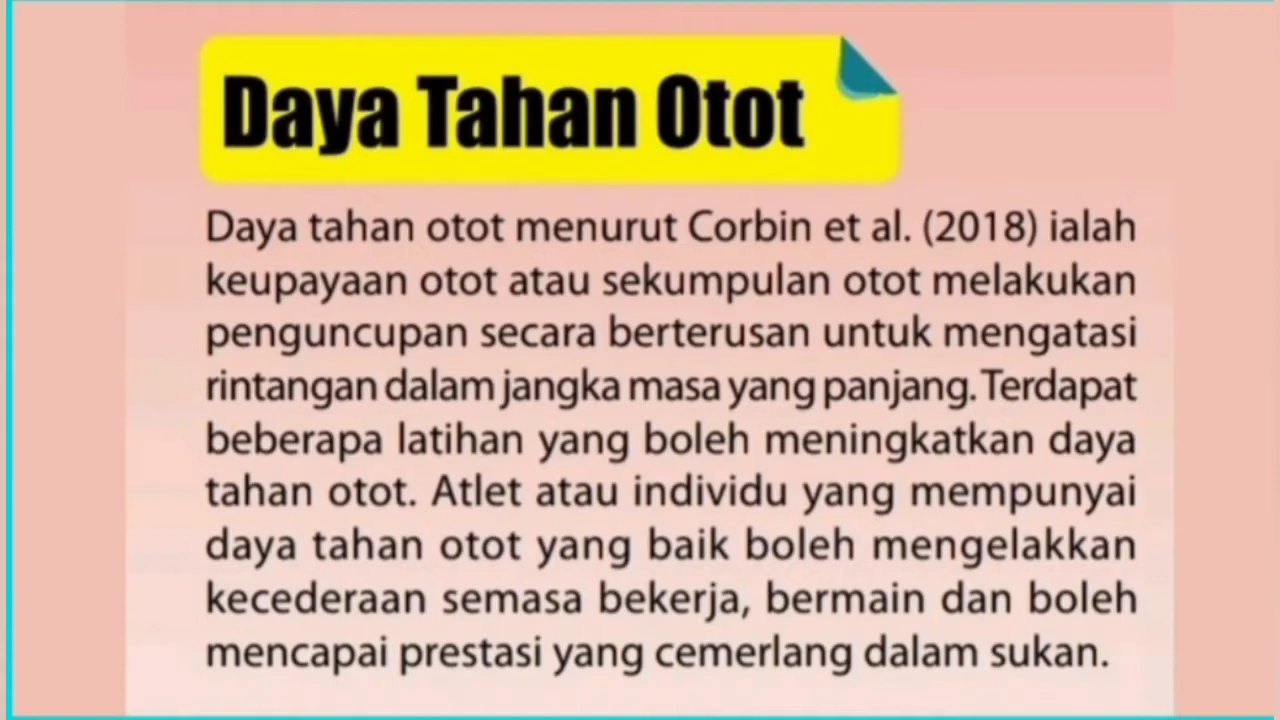 Daya Tahan Otot
Daya tahan otot menurut Corbin et al. (2018) ialah
keupayaan otot atau sekumpulan otot melakukan
penguncupan secara berterusan untuk mengatasi
rintangan dalam jangka masa yang panjang. Terdapat
beberapa latihan yang boleh meningkatkan daya
tahan otot. Atlet atau individu yang mempunyai
daya tahan otot yang baik boleh mengelakkan
kecederaan semasa bekerja, bermain dan boleh
mencapai prestasi yang cemerlang dalam sukan.